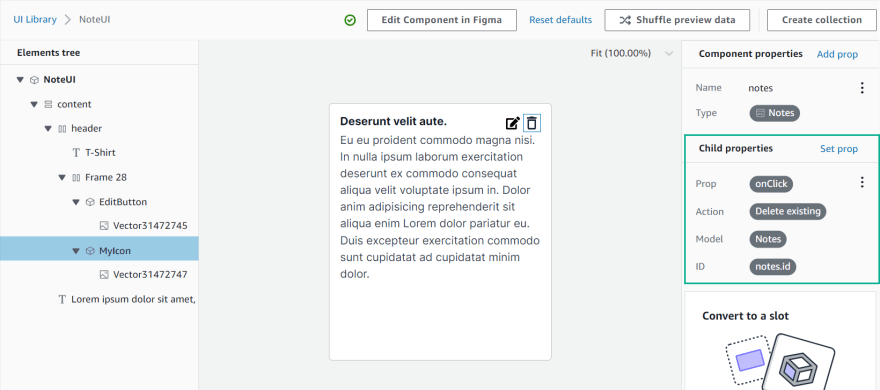 UI Library > NoteUI
Edit Component in Figma
Reset defaults
Shuffle preview data
Create collection
Elements tree
NoteUI
content
header
T-Shirt
Frame 28
EditButton
Vector31472745
MyIcon
Vector31472747
Lorem ipsum dolor sit amet,
Fit (100.00%)
Deserunt velit aute.
Eu eu proident commodo magna nisi.
In nulla ipsum laborum exercitation
deserunt ex commodo consequat
aliqua velit voluptate ipsum in. Dolor
anim adipisicing reprehenderit sit
aliqua enim Lorem dolor pariatur eu.
Duis excepteur exercitation commodo
sunt cupidatat ad cupidatat minim
dolor.
Component properties Add prop
Name notes
Type Notes
Child properties Set prop
Prop onClick
Action Delete existing
Model Notes
ID notes.id
Convert to a slot